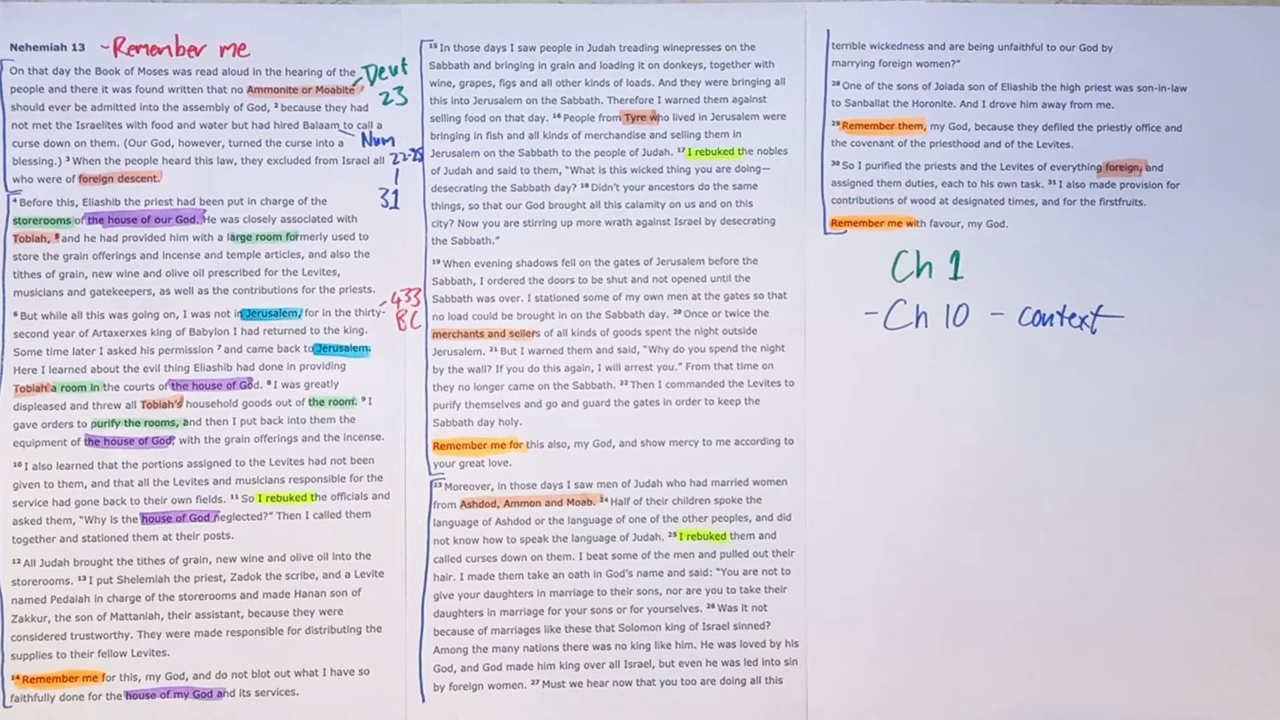 Nehemiah 13 ~Remember me
On that day the Book of Moses was read aloud in the hearing of the
people and there it was found written that no Ammonite or Moabite
should ever be admitted into the assembly of God, ² because they had
not met the Israelites with food and water but had hired Balaam to call a
curse down on them. (Our God, however, turned the curse into a
blessing.) ³ When the people heard this law, they excluded from Israel all
who were of foreign descent.
Deut
23
Num
22-25
31
⁴ Before this, Eliashib the priest had been put in charge of the
storerooms of the house of our God. He was closely associated with
Tobiah, ⁵ and he had provided him with a large room formerly used to
store the grain offerings and incense and temple articles, and also the
tithes of grain, new wine and olive oil prescribed for the Levites,
musicians and gatekeepers, as well as the contributions for the priests.
⁶ But while all this was going on, I was not in Jerusalem, for in the thirty-
second year of Artaxerxes king of Babylon I had returned to the king.
Some time later I asked his permission ⁷ and came back to Jerusalem.
Here I learned about the evil thing Eliashib had done in providing
Tobiah a room in the courts of the house of God. ⁸ I was greatly
displeased and threw all Tobiah's household goods out of the room. ⁹ I
gave orders to purify the rooms, and then I put back into them the
equipment of the house of God, with the grain offerings and the incense.
-433
BC
¹⁰ I also learned that the portions assigned to the Levites had not been
given to them, and that all the Levites and musicians responsible for the
service had gone back to their own fields. ¹¹ So I rebuked the officials and
asked them, "Why is the house of God neglected?" Then I called them
together and stationed them at their posts.
¹² All Judah brought the tithes of grain, new wine and olive oil into the
storerooms. ¹³ I put Shelemiah the priest, Zadok the scribe, and a Levite
named Pedaiah in charge of the storerooms and made Hanan son of
Zakkur, the son of Mattaniah, their assistant, because they were
considered trustworthy. They were made responsible for distributing the
supplies to their fellow Levites.
¹⁴ Remember me for this, my God, and do not blot out what I have so
faithfully done for the house of my God and its services.
¹⁵ In those days I saw people in Judah treading winepresses on the
Sabbath and bringing in grain and loading it on donkeys, together with
wine, grapes, figs and all other kinds of loads. And they were bringing all
this into Jerusalem on the Sabbath. Therefore I warned them against
selling food on that day. ¹⁶ People from Tyre who lived in Jerusalem were
bringing in fish and all kinds of merchandise and selling them in
Jerusalem on the Sabbath to the people of Judah. ¹⁷ I rebuked the nobles
of Judah and said to them, "What is this wicked thing you are doing—
desecrating the Sabbath day? ¹⁸ Didn't your ancestors do the same
things, so that our God brought all this calamity on us and on this
city? Now you are stirring up more wrath against Israel by desecrating
the Sabbath."
¹⁹ When evening shadows fell on the gates of Jerusalem before the
Sabbath, I ordered the doors to be shut and not opened until the
Sabbath was over. I stationed some of my own men at the gates so that
no load could be brought in on the Sabbath day. ²⁰ Once or twice the
merchants and sellers of all kinds of goods spent the night outside
Jerusalem. ²¹ But I warned them and said, "Why do you spend the night
by the wall? If you do this again, I will arrest you." From that time on
they no longer came on the Sabbath. ²² Then I commanded the Levites to
purify themselves and go and guard the gates in order to keep the
Sabbath day holy.
Remember me for this also, my God, and show mercy to me according to
your great love.
²³ Moreover, in those days I saw men of Judah who had married women
from Ashdod, Ammon and Moab. ²⁴ Half of their children spoke the
language of Ashdod or the language of one of the other peoples, and did
not know how to speak the language of Judah. ²⁵ I rebuked them and
called curses down on them. I beat some of the men and pulled out their
hair. I made them take an oath in God's name and said: "You are not to
give your daughters in marriage to their sons, nor are you to take their
daughters in marriage for your sons or for yourselves. ²⁶ Was it not
because of marriages like these that Solomon king of Israel sinned?
Among the many nations there was no king like him. He was loved by his
God, and God made him king over all Israel, but even he was led into sin
by foreign women. ²⁷ Must we hear now that you too are doing all this
terrible wickedness and are being unfaithful to our God by
marrying foreign women?"
²⁸ One of the sons of Joiada son of Eliashib the high priest was son-in-law
to Sanballat the Horonite. And I drove him away from me.
²⁹ Remember them, my God, because they defiled the priestly office and
the covenant of the priesthood and of the Levites.
³⁰ So I purified the priests and the Levites of everything foreign, and
assigned them duties, each to his own task. ³¹ I also made provision for
contributions of wood at designated times, and for the firstfruits.
Remember me with favour, my God.
Ch 1
- Ch 10 - context